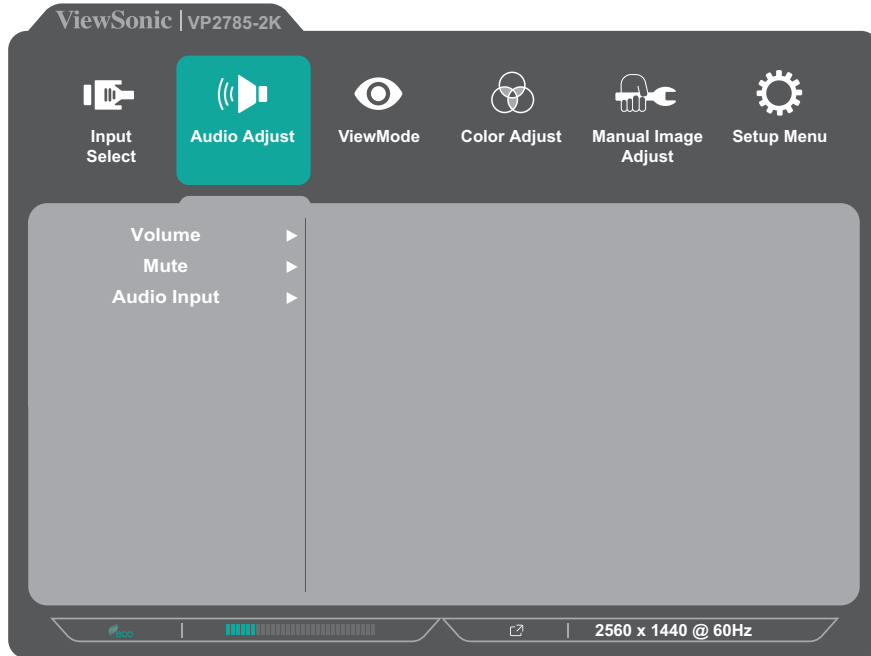 ViewSonic | VP2785-2K
Input Select
Audio Adjust
ViewMode
Color Adjust
Manual Image Adjust
Setup Menu
Volume
Mute
Audio Input
ECO
2560 x 1440 @ 60Hz